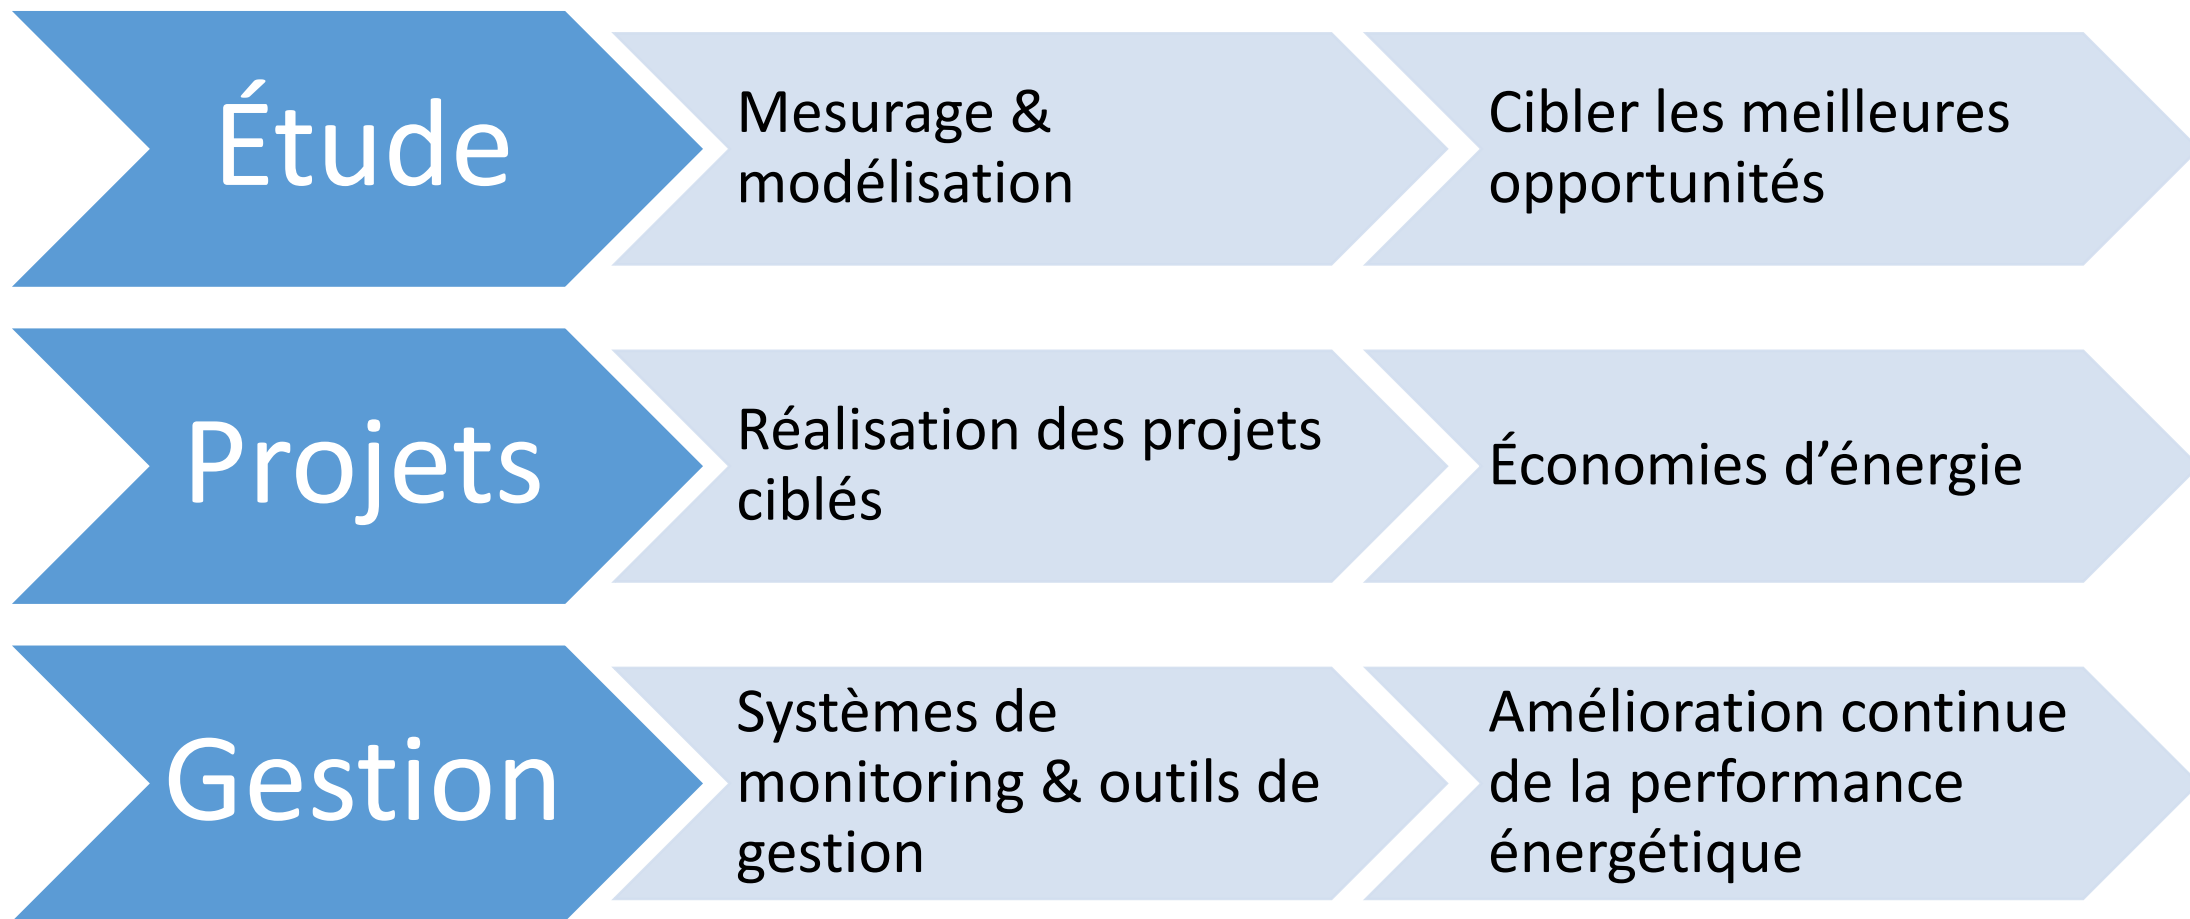 Étude
Mesurage &
modélisation
Cibler les meilleures
opportunités
Projets
Réalisation des projets
ciblés
Économies d’énergie
Gestion
Systèmes de
monitoring & outils de
gestion
Amélioration continue
de la performance
énergétique